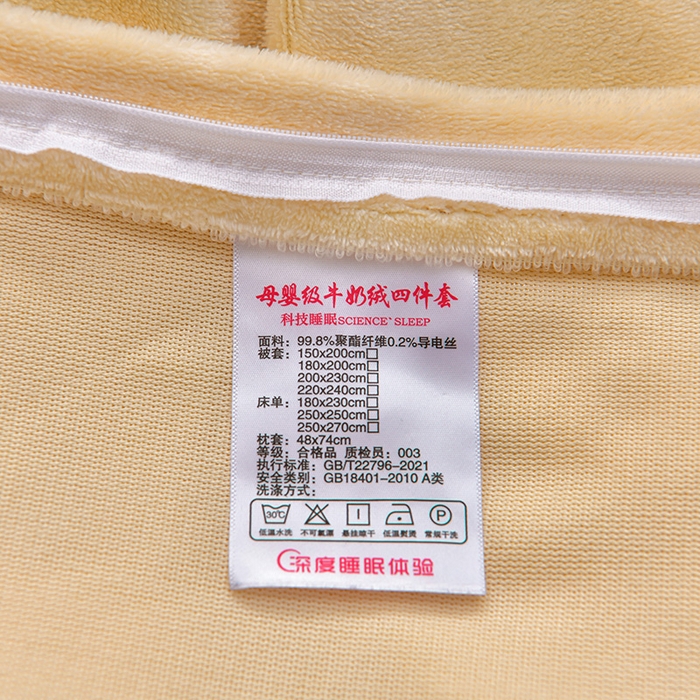 母婴级牛奶绒四件套
科技睡眠SCIENCE`SLEEP
面料：99.8%聚酯纤维0.2%导电丝
被套：150x200cm□
180x200cm□
200x230cm□
220x240cm□
床单：180x230cm□
250x250cm□
250x270cm□
枕套：48x74cm
等级：合格品 质检员：003
执行标准：GB/T22796-2021
安全类别：GB18401-2010 A类
洗涤方式：
30℃ P
低温水洗 不可氯漂 悬挂晾干 低温熨烫 常规干洗
深度睡眠体验